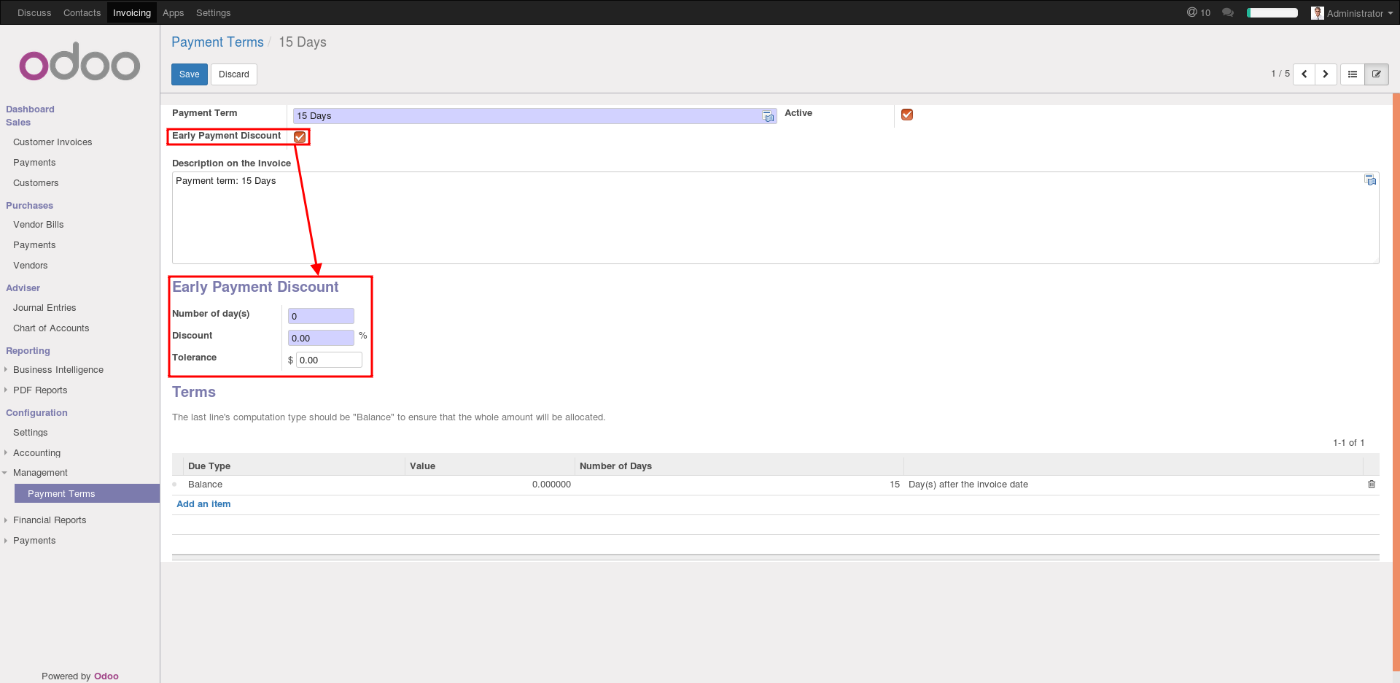 Discuss Contacts Invoicing Apps Settings
@ 10 Administrator
odoo
Payment Terms / 15 Days
Save Discard
1 / 5
Dashboard
Sales
Customer Invoices
Payments
Customers
Purchases
Vendor Bills
Payments
Vendors
Adviser
Journal Entries
Chart of Accounts
Reporting
Business Intelligence
PDF Reports
Configuration
Settings
Accounting
Management
Payment Terms
Financial Reports
Payments
Powered by Odoo
Payment Term 15 Days Active
Early Payment Discount
Description on the Invoice
Payment term: 15 Days
Early Payment Discount
Number of day(s) 0
Discount 0.00 %
Tolerance $ 0.00
Terms
The last line's computation type should be "Balance" to ensure that the whole amount will be allocated.
1-1 of 1
Due Type Value Number of Days
Balance 0.000000 15 Day(s) after the invoice date
Add an item